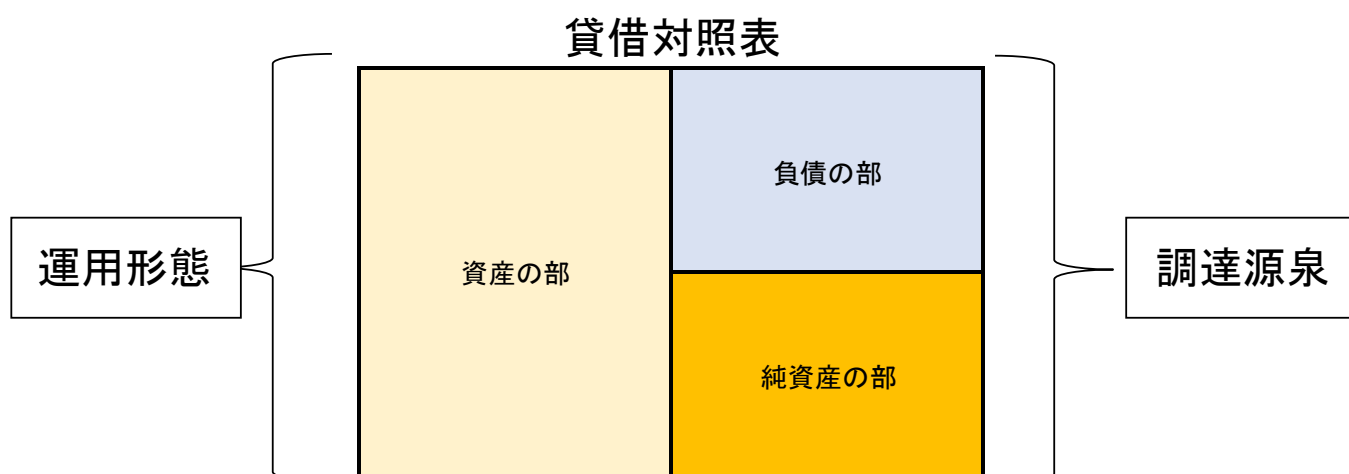 貸借対照表
運用形態
資産の部
負債の部
純資産の部
調達源泉